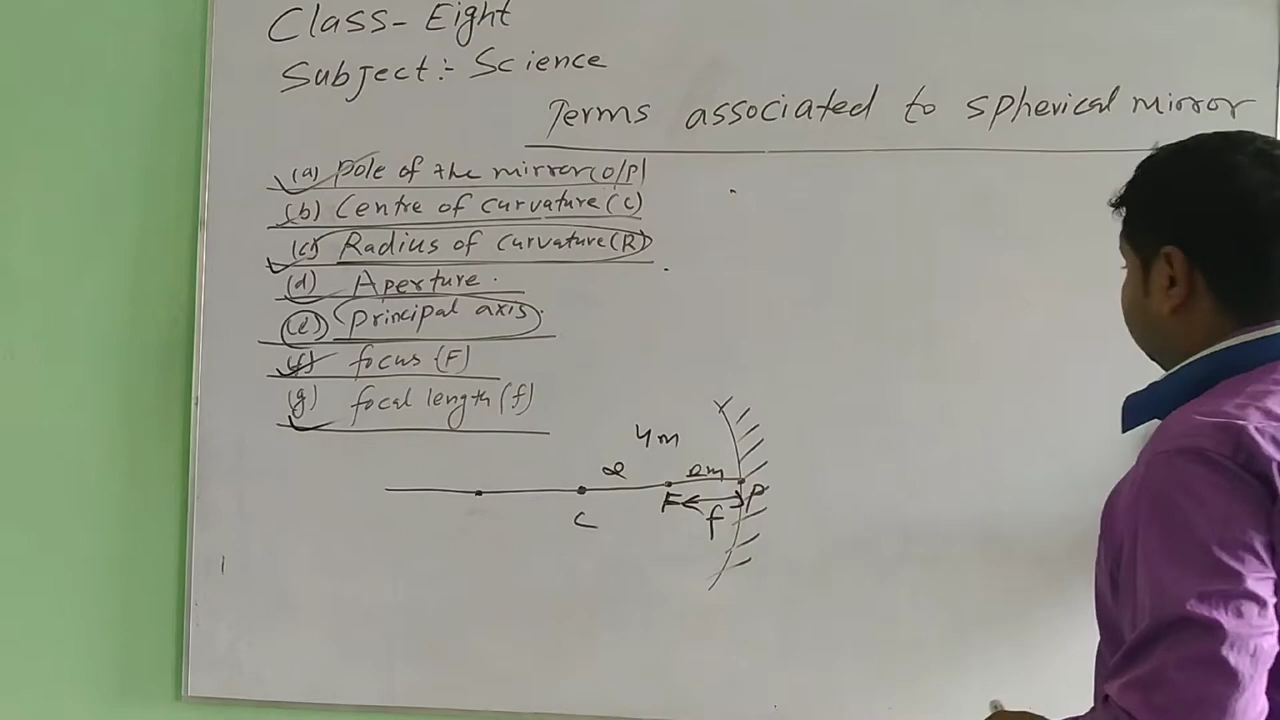 Class- Eight
Subject:- Science
Terms associated to spherical mirror
(a) pole of the mirror(O/P)
(b) Centre of curvature(C)
(c) Radius of curvature(R)
(d) Aperture.
(e) principal axis.
(f) focus (F)
(g) focal length(f)
4m
2 2m
F P
C f